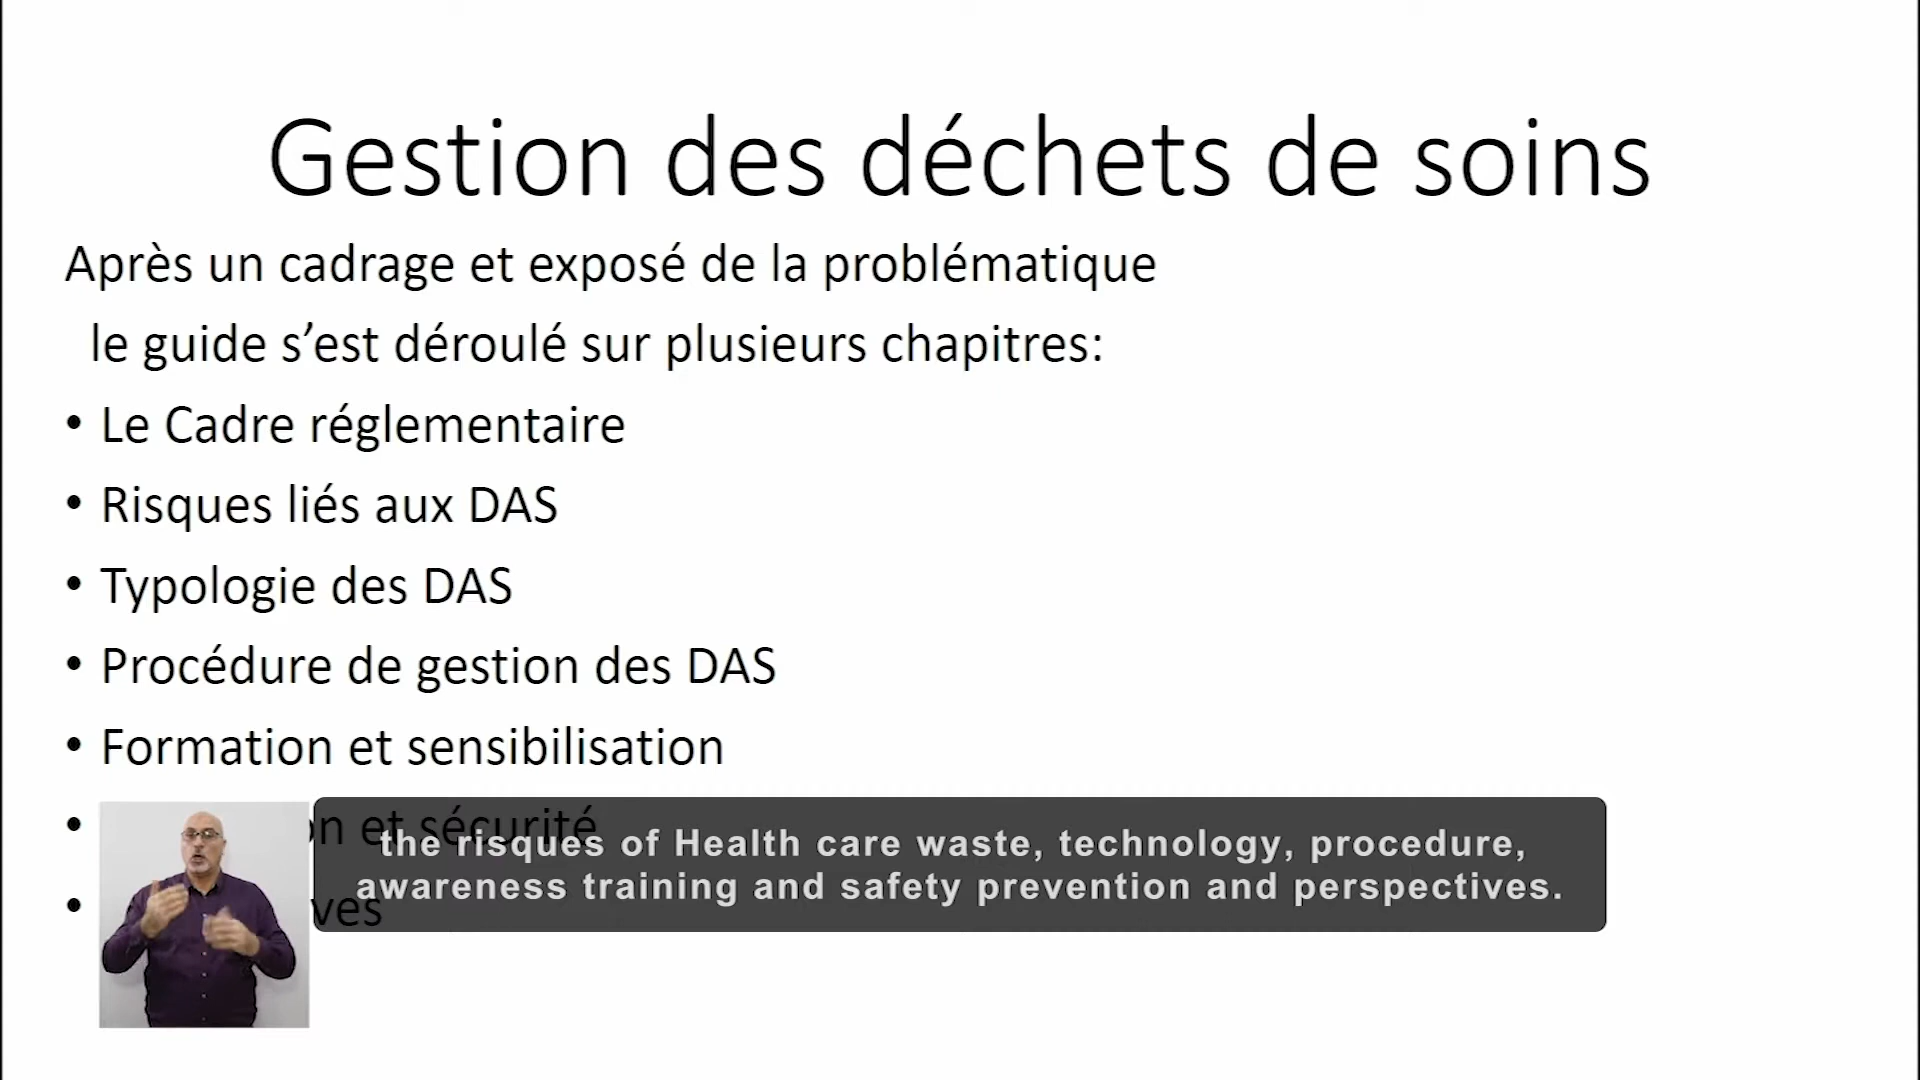 Gestion des déchets de soins
Après un cadrage et exposé de la problématique
le guide s’est déroulé sur plusieurs chapitres:
• Le Cadre réglementaire
• Risques liés aux DAS
• Typologie des DAS
• Procédure de gestion des DAS
• Formation et sensibilisation
• et sécurité
•
the risques of Health care waste, technology, procedure,
awareness training and safety prevention and perspectives.